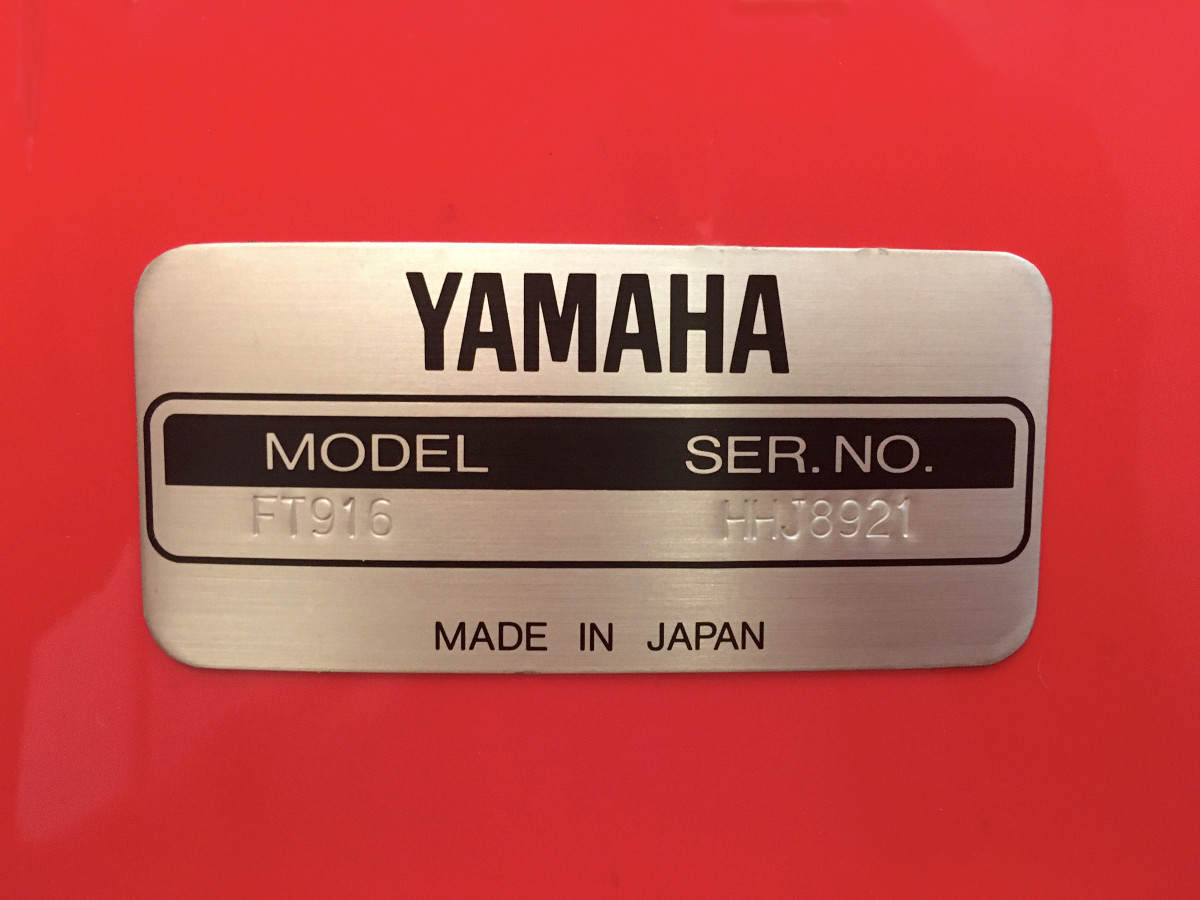 YAMAHA
MODEL SER. NO.
FT916 HHJ8921
MADE IN JAPAN